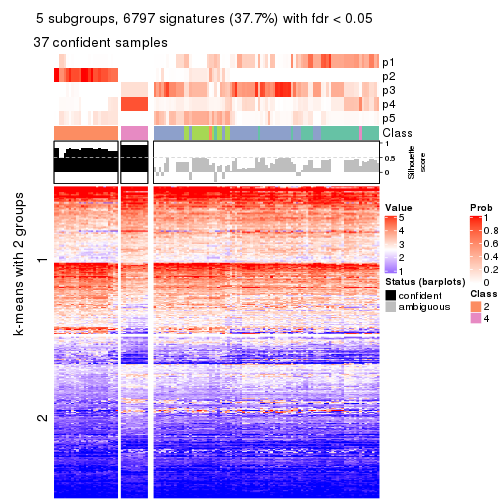 5 subgroups, 6797 signatures (37.7%) with fdr < 0.05
37 confident samples
p1
p2
p3
p4
p5
Class
1
0.5
0
Silhouette
score
k-means with 2 groups
1
2
Value
5
4
3
2
1
Status (barplots)
confident
ambiguous
Prob
1
0.8
0.6
0.4
0.2
0
Class
2
4